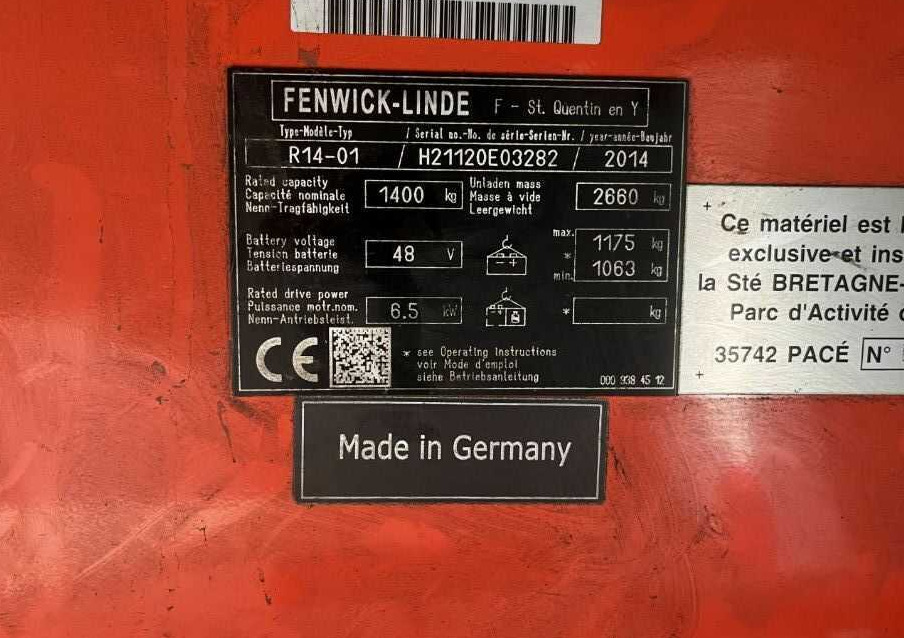 FENWICK-LINDE F - St. Quentin en Y
Type-Modèle-Typ / Serial no.-No. de série-Serien-Nr. / year-année-Baujahr
R14-01 / H21120E03282 / 2014
Rated capacity
Capacité nominale
Nenn-Tragfähigkeit
1400 kg
Unladen mass
Masse à vide
Leergewicht
2660 kg
Battery voltage
Tension batterie
Batteriespannung
48 V
- +
max. 1175 kg
*
min. 1063 kg
Rated drive power
Puissance motr.nom.
Nenn-Antriebsleist.
6.5 kW
* kg
CE
* see Operating Instructions
voir Mode d'emploi
siehe Betriebsanleitung
000 938 45 12
Made in Germany
Ce matériel est
exclusive et ins
la Sté BRETAGNE-
Parc d'Activité
35742 PACÉ N°